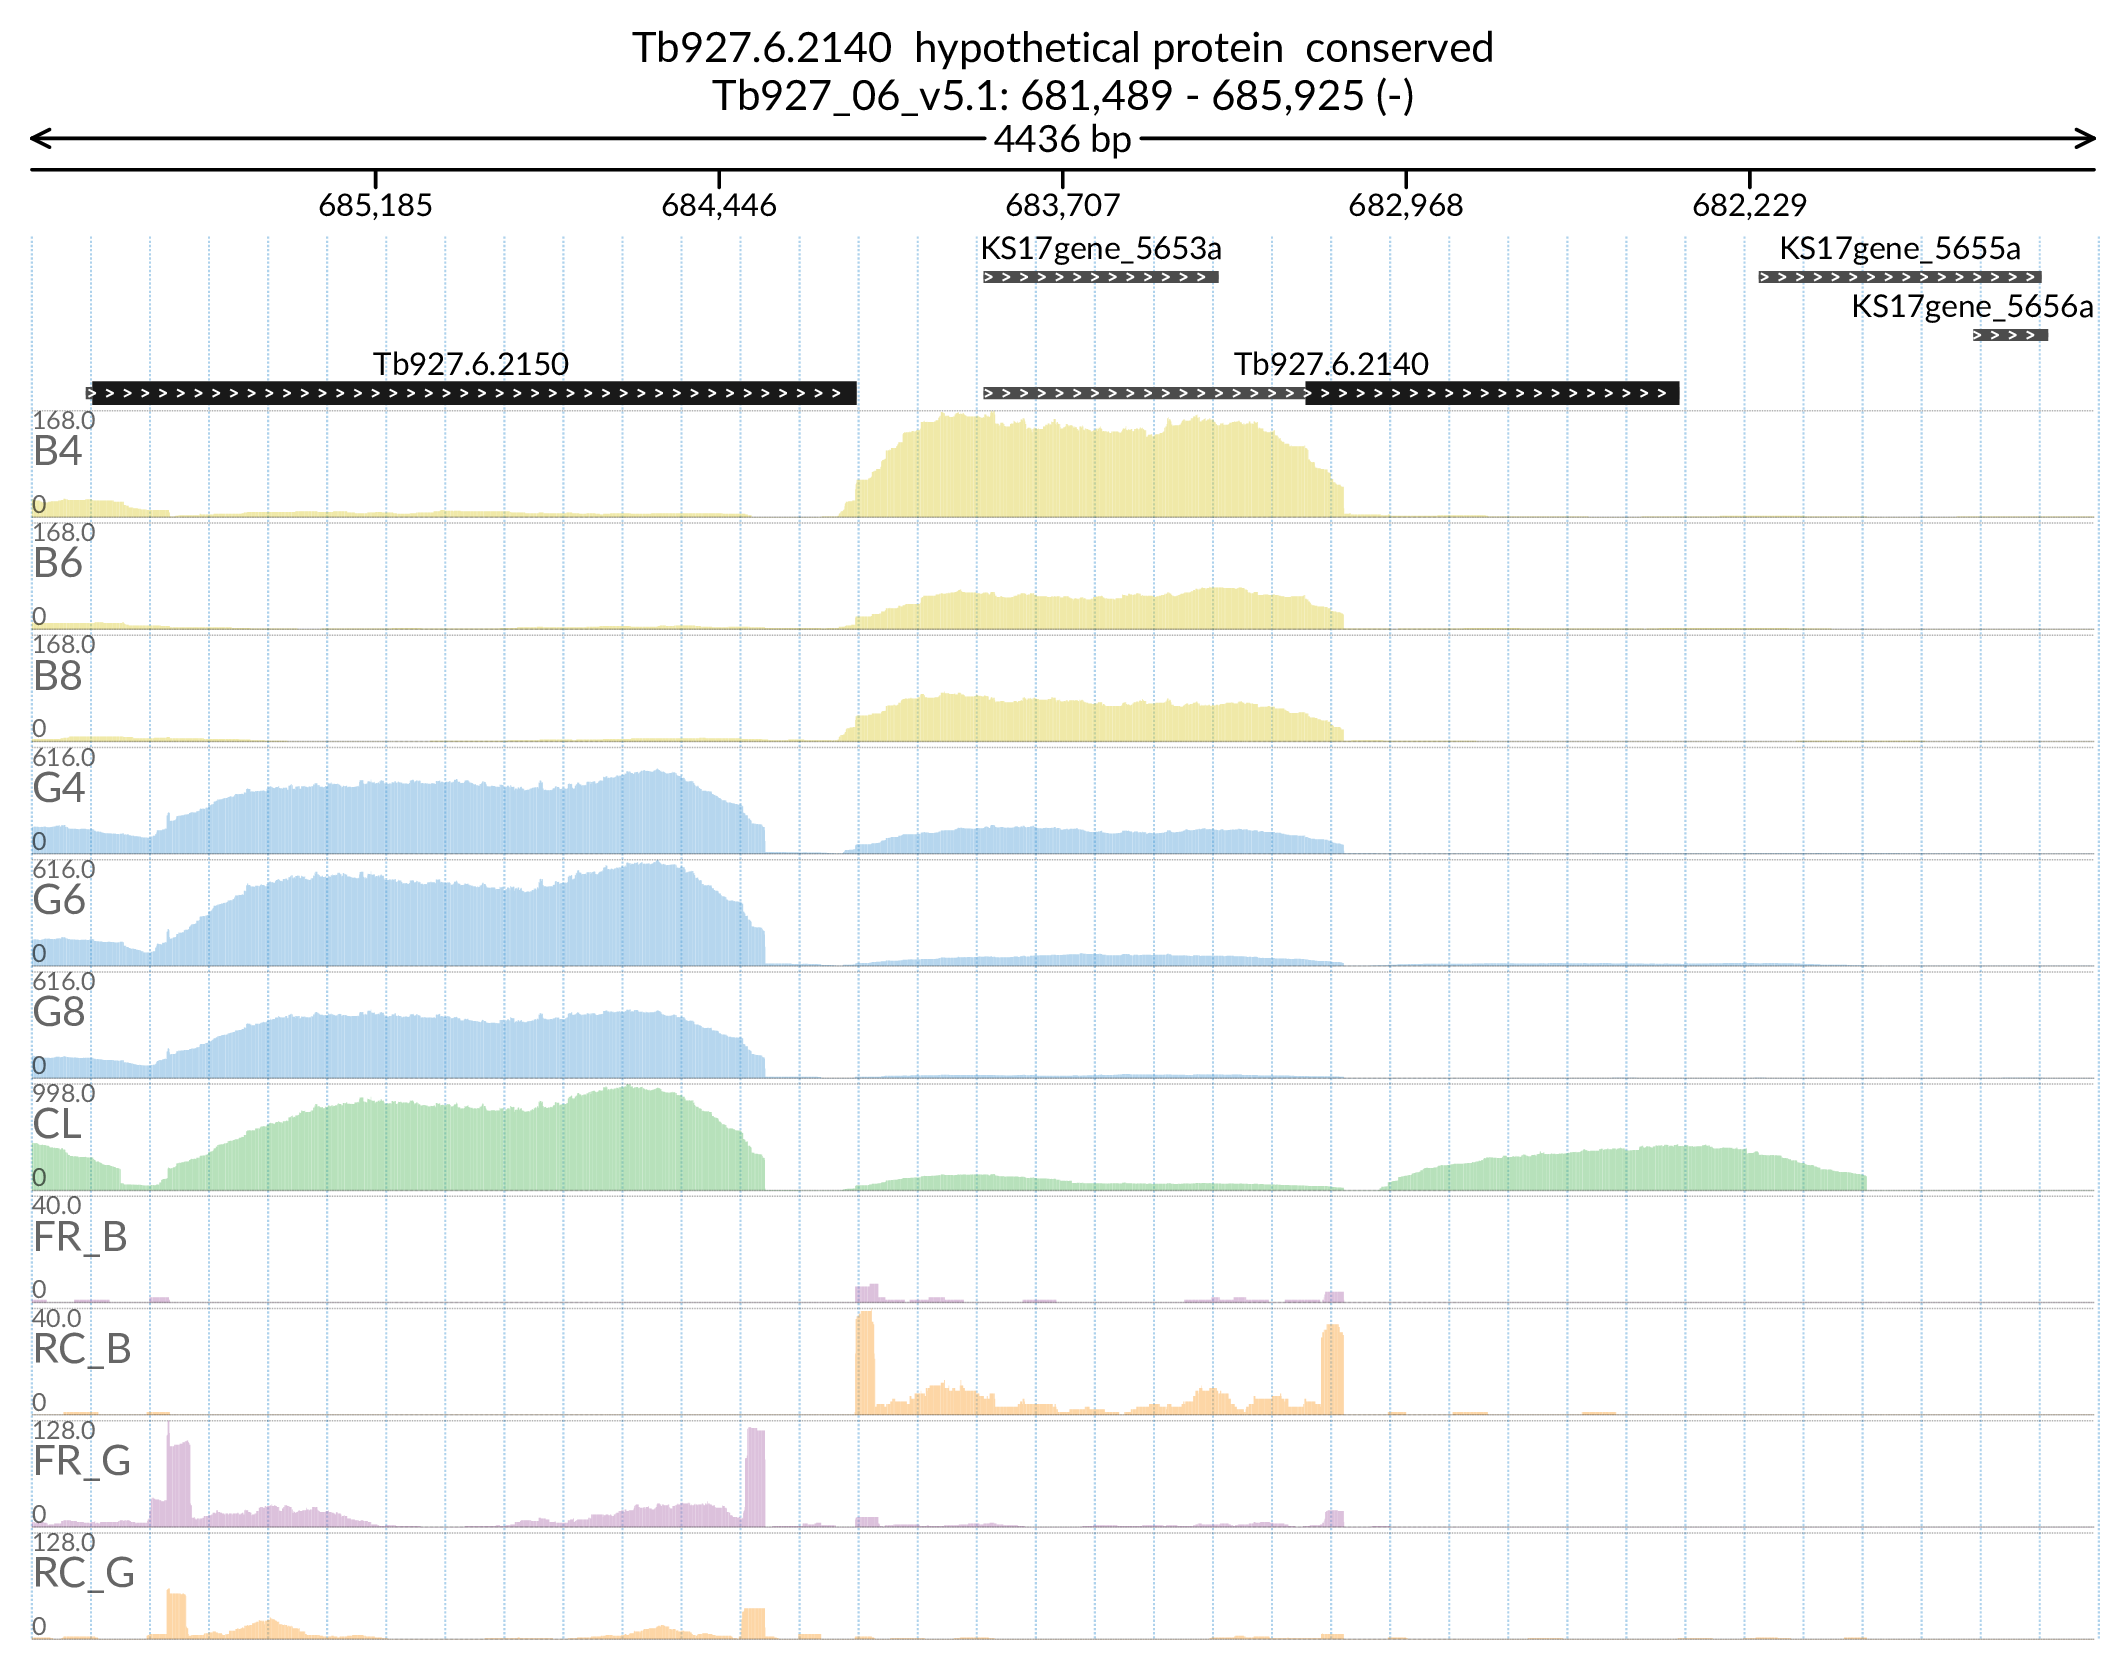 Tb927.6.2140  hypothetical protein  conserved
Tb927_06_v5.1: 681,489 - 685,925 (-)
4436 bp
685,185 684,446 683,707 682,968 682,229
KS17gene_5653a KS17gene_5655a
KS17gene_5656a
Tb927.6.2150 Tb927.6.2140
168.0
B4
0
168.0
B6
0
168.0
B8
0
616.0
G4
0
616.0
G6
0
616.0
G8
0
998.0
CL
0
40.0
FR_B
0
40.0
RC_B
0
128.0
FR_G
0
128.0
RC_G
0